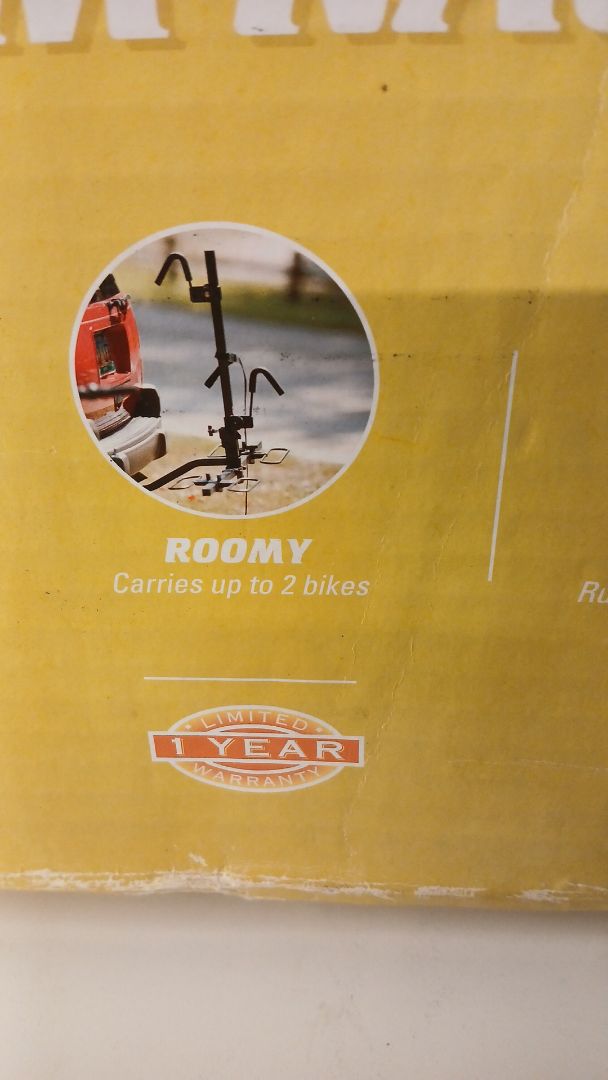 ROOMY
Carries up to 2 bikes
LIMITED
1 YEAR
WARRANTY